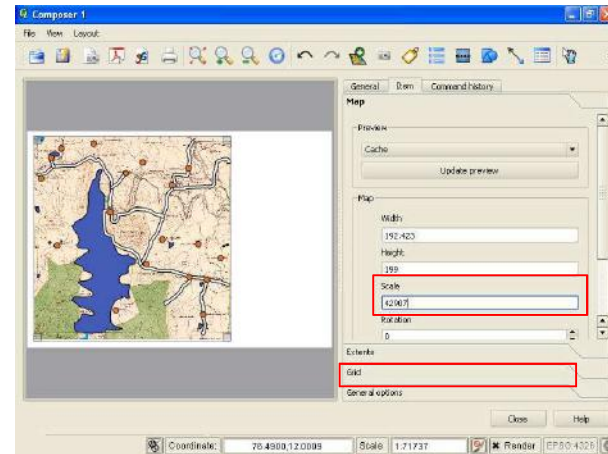 Composer 1
File View Layout
General Item Command history
Map
Preview
Cache
Update preview
Map
Width
192.423
Height
199
Scale
42907
Rotation
0
Extents
Grid
General options
Close Help
Coordinate: 76.4900,12.0009 Scale 1:71737 Render EPSG:4326